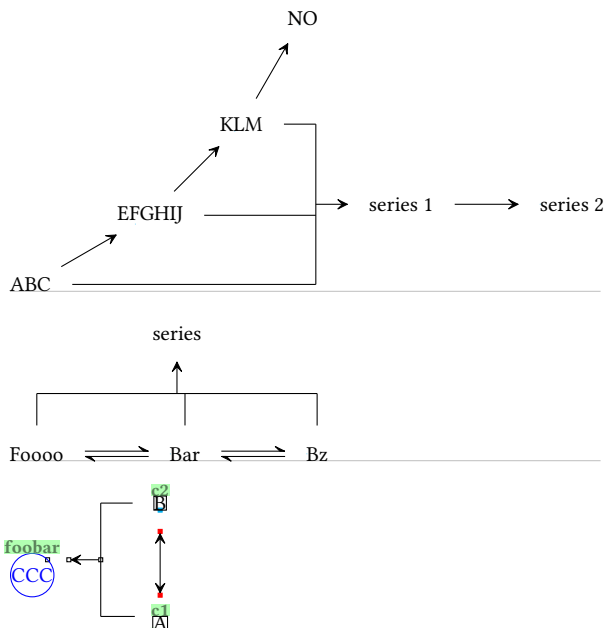 NO
KLM
EFGHIJ
series 1 series 2
ABC
series
Foooo Bar Bz
c2
B
foobar
CCC
c1
A